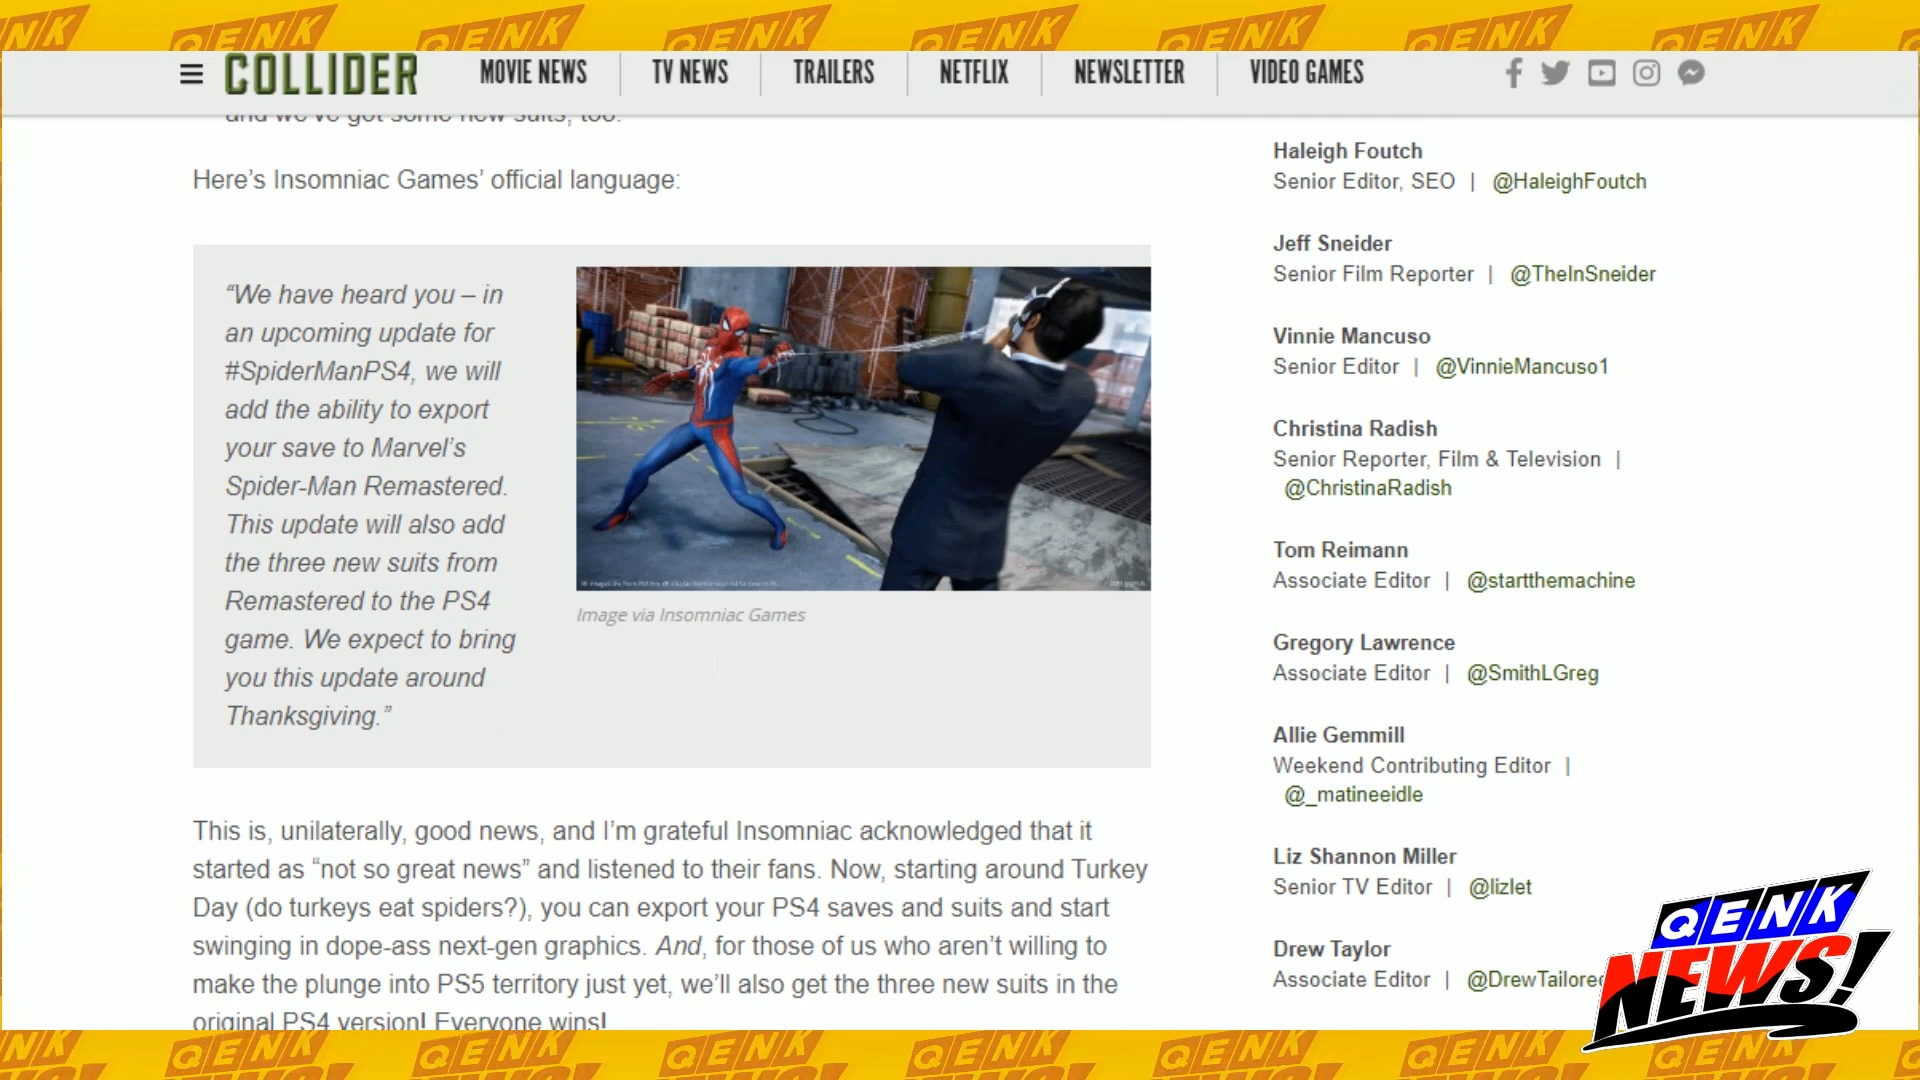 COLLIDER
MOVIE NEWS
TV NEWS
TRAILERS
NETFLIX
NEWSLETTER
VIDEO GAMES
and we've got some new suits, too.
Here’s Insomniac Games’ official language:
“We have heard you – in
an upcoming update for
#SpiderManPS4, we will
add the ability to export
your save to Marvel’s
Spider-Man Remastered.
This update will also add
the three new suits from
Remastered to the PS4
game. We expect to bring
you this update around
Thanksgiving.”
Image via Insomniac Games
This is, unilaterally, good news, and I’m grateful Insomniac acknowledged that it
started as “not so great news” and listened to their fans. Now, starting around Turkey
Day (do turkeys eat spiders?), you can export your PS4 saves and suits and start
swinging in dope-ass next-gen graphics. And, for those of us who aren’t willing to
make the plunge into PS5 territory just yet, we’ll also get the three new suits in the
original PS4 version! Everyone wins!
Haleigh Foutch
Senior Editor, SEO | @HaleighFoutch
Jeff Sneider
Senior Film Reporter | @TheInSneider
Vinnie Mancuso
Senior Editor | @VinnieMancuso1
Christina Radish
Senior Reporter, Film & Television |
@ChristinaRadish
Tom Reimann
Associate Editor | @startthemachine
Gregory Lawrence
Associate Editor | @SmithLGreg
Allie Gemmill
Weekend Contributing Editor |
@_matineeidle
Liz Shannon Miller
Senior TV Editor | @lizlet
Drew Taylor
Associate Editor | @DrewTailored
QENK
NEWS!